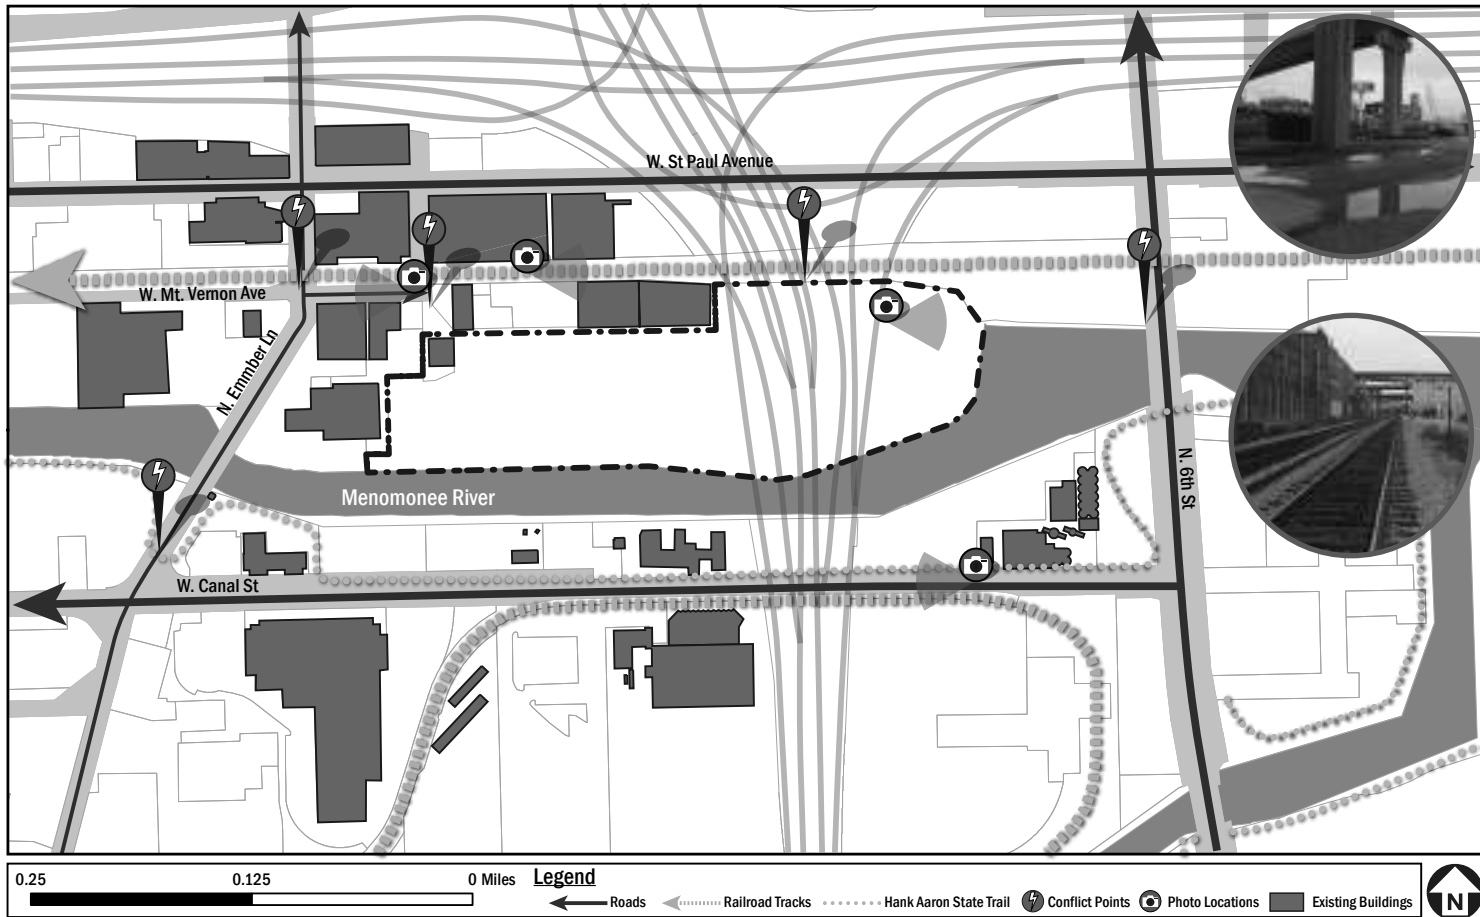 W. St Paul Avenue
W. Mt. Vernon Ave
N. Emmber Ln
Menomonee River
N. 6th St
W. Canal St
0.25 0.125 0 Miles
Legend
Roads Railroad Tracks Hank Aaron State Trail Conflict Points Photo Locations Existing Buildings
N